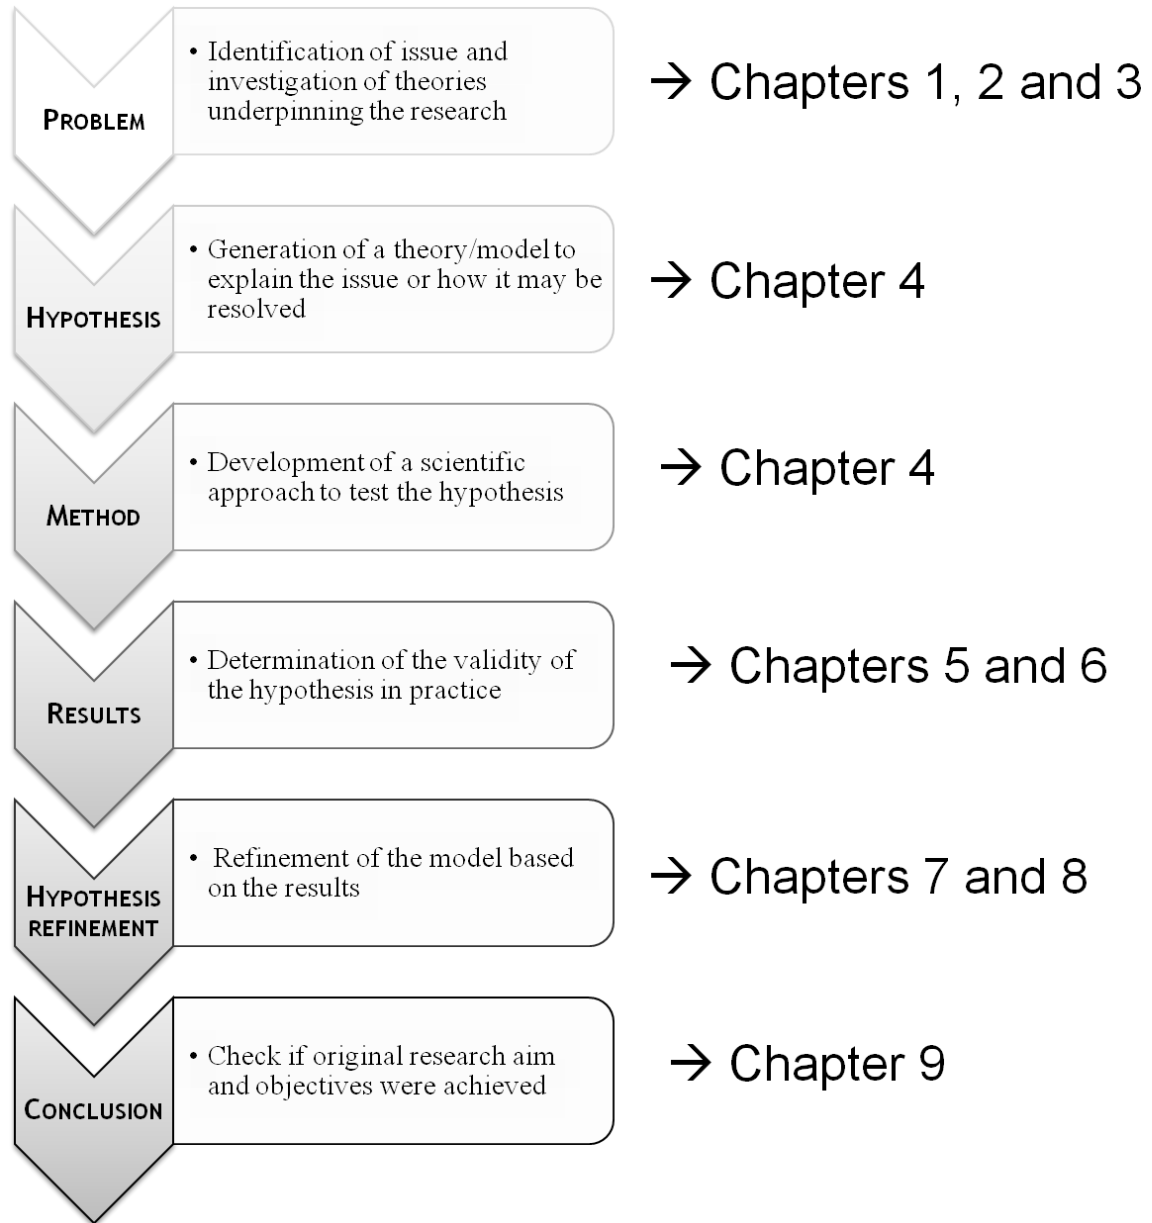 PROBLEM
• Identification of issue and
investigation of theories
underpinning the research
→ Chapters 1, 2 and 3
HYPOTHESIS
• Generation of a theory/model to
explain the issue or how it may be
resolved
→ Chapter 4
METHOD
• Development of a scientific
approach to test the hypothesis
→ Chapter 4
RESULTS
• Determination of the validity of
the hypothesis in practice
→ Chapters 5 and 6
HYPOTHESIS
REFINEMENT
• Refinement of the model based
on the results
→ Chapters 7 and 8
CONCLUSION
• Check if original research aim
and objectives were achieved
→ Chapter 9